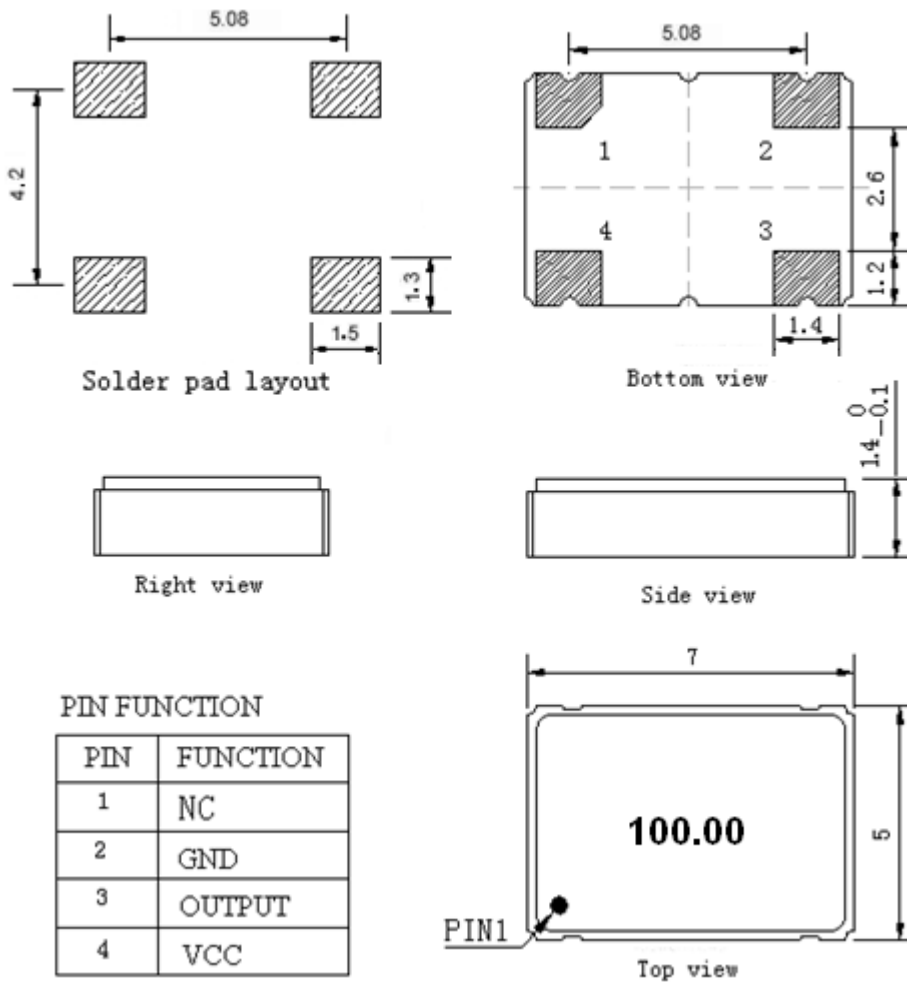 5.08
4.2
1.3
1.5
Solder pad layout
5.08
1 2
4 3
2.6
1.2
1.4
Bottom view
Right view
1.4 0 -0.1
Side view
PIN FUNCTION
PIN FUNCTION
1 NC
2 GND
3 OUTPUT
4 VCC
7
100.00
5
PIN1
Top view